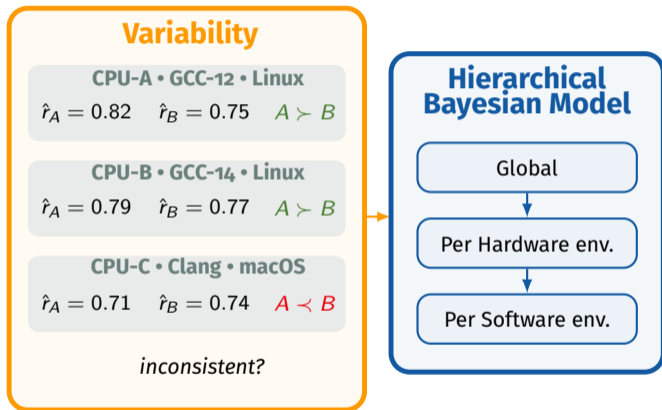 Variability
CPU-A • GCC-12 • Linux
r̂_A = 0.82 r̂_B = 0.75 A ≻ B
CPU-B • GCC-14 • Linux
r̂_A = 0.79 r̂_B = 0.77 A ≻ B
CPU-C • Clang • macOS
r̂_A = 0.71 r̂_B = 0.74 A ≺ B
inconsistent?
Hierarchical
Bayesian Model
Global
Per Hardware env.
Per Software env.